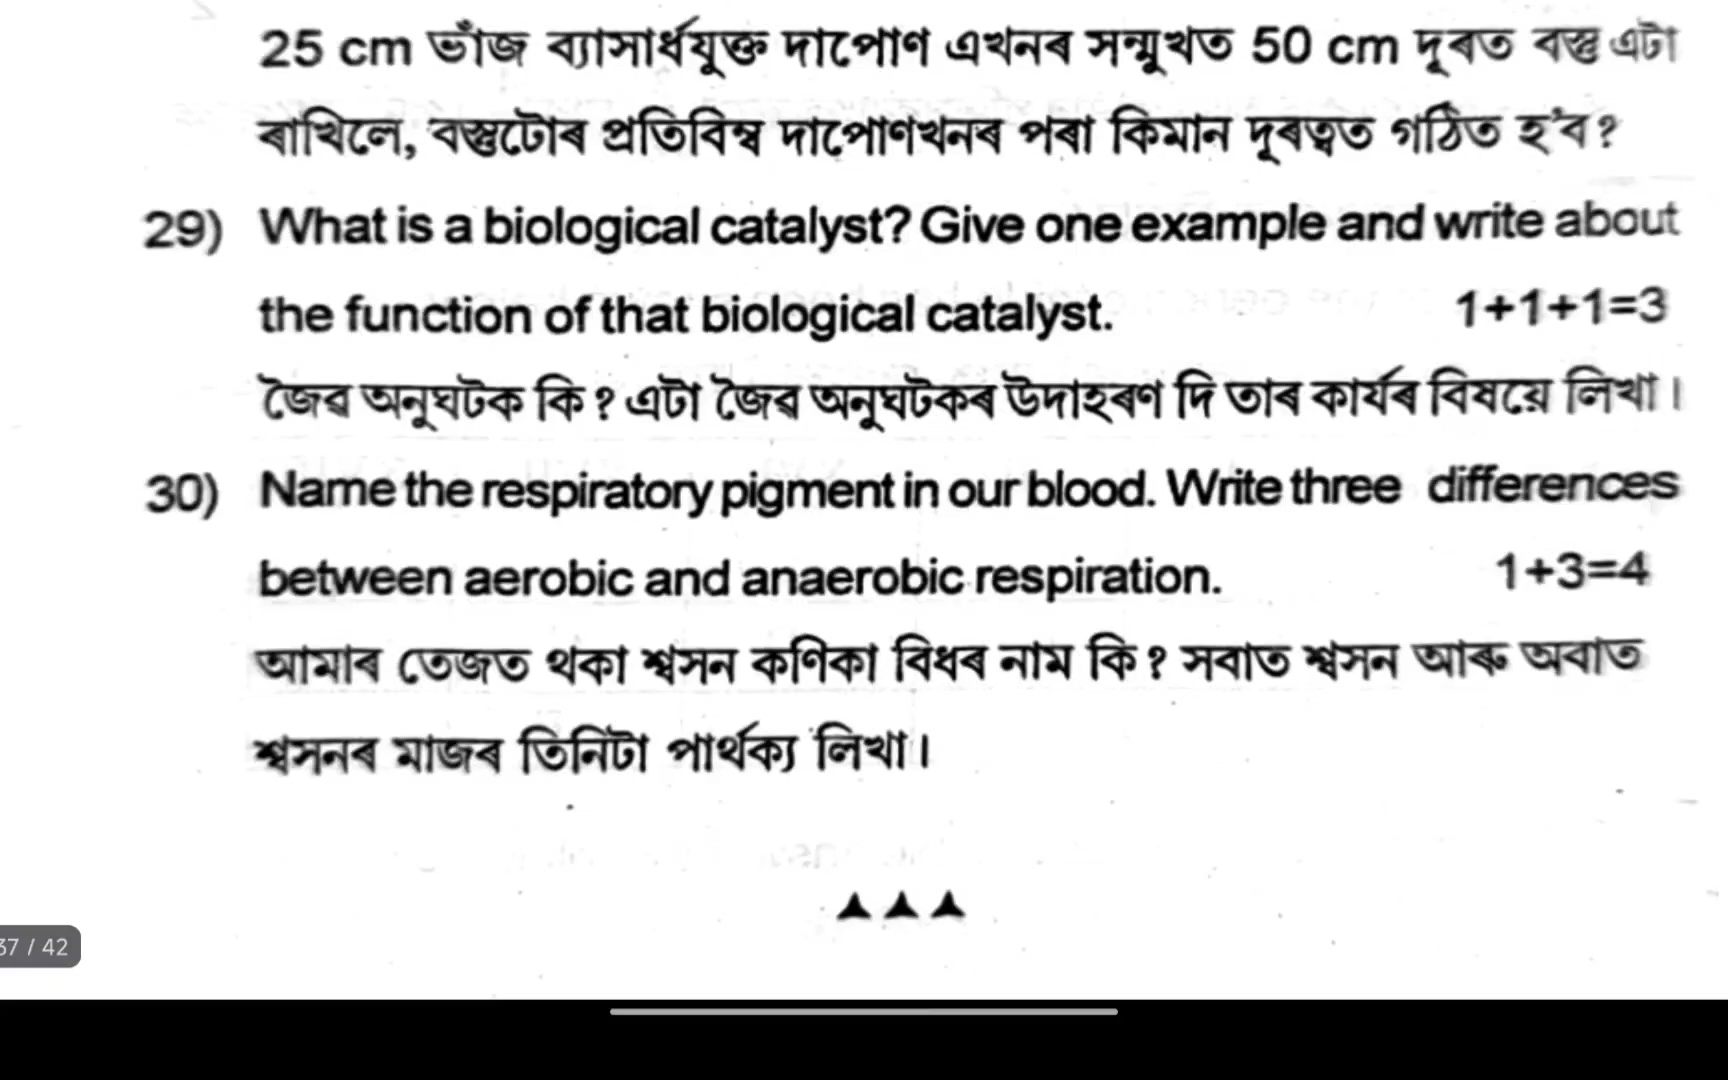 25 cm ভাঁজ ব্যাসাৰ্ধযুক্ত দাপোণ এখনৰ সন্মুখত 50 cm দূৰত বস্তু এটা
ৰাখিলে, বস্তুটোৰ প্ৰতিবিম্ব দাপোণখনৰ পৰা কিমান দূৰত্বত গঠিত হ'ব?
29) What is a biological catalyst? Give one example and write about
the function of that biological catalyst. 1+1+1=3
জৈৱ অনুঘটক কি? এটা জৈৱ অনুঘটকৰ উদাহৰণ দি তাৰ কাৰ্যৰ বিষয়ে লিখা।
30) Name the respiratory pigment in our blood. Write three differences
between aerobic and anaerobic respiration. 1+3=4
আমাৰ তেজত থকা শ্বসন কণিকা বিধৰ নাম কি? সবাত শ্বসন আৰু অবাত
শ্বসনৰ মাজৰ তিনিটা পাৰ্থক্য লিখা।
37 / 42